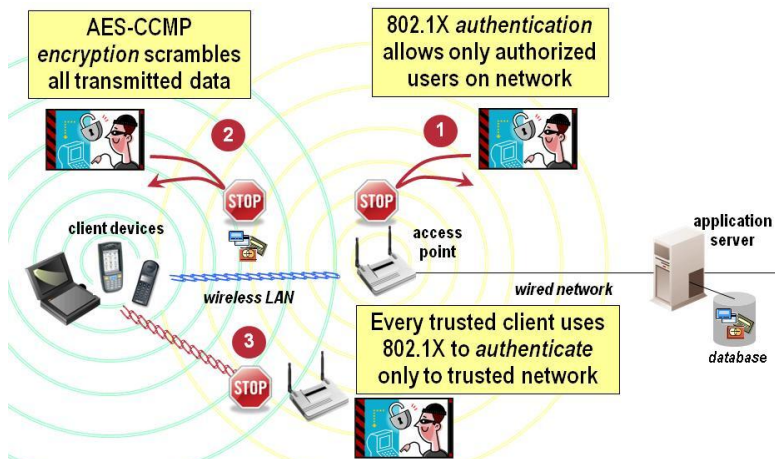 AES-CCMP
encryption scrambles
all transmitted data
802.1X authentication
allows only authorized
users on network
2
1
STOP
STOP
client devices
access
point
application
server
wireless LAN
wired network
3
STOP
Every trusted client uses
802.1X to authenticate
only to trusted network
database